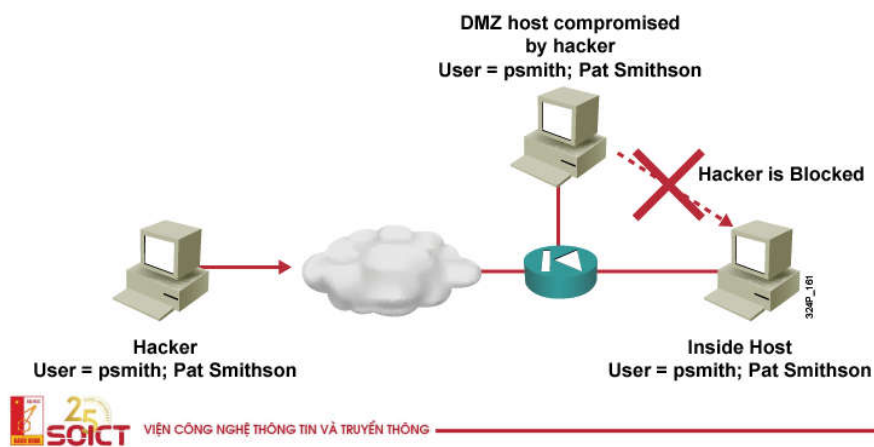 DMZ host compromised
by hacker
User = psmith; Pat Smithson
Hacker is Blocked
324P_161
Hacker
User = psmith; Pat Smithson
Inside Host
User = psmith; Pat Smithson
25
SOICT
VIỆN CÔNG NGHỆ THÔNG TIN VÀ TRUYỀN THÔNG